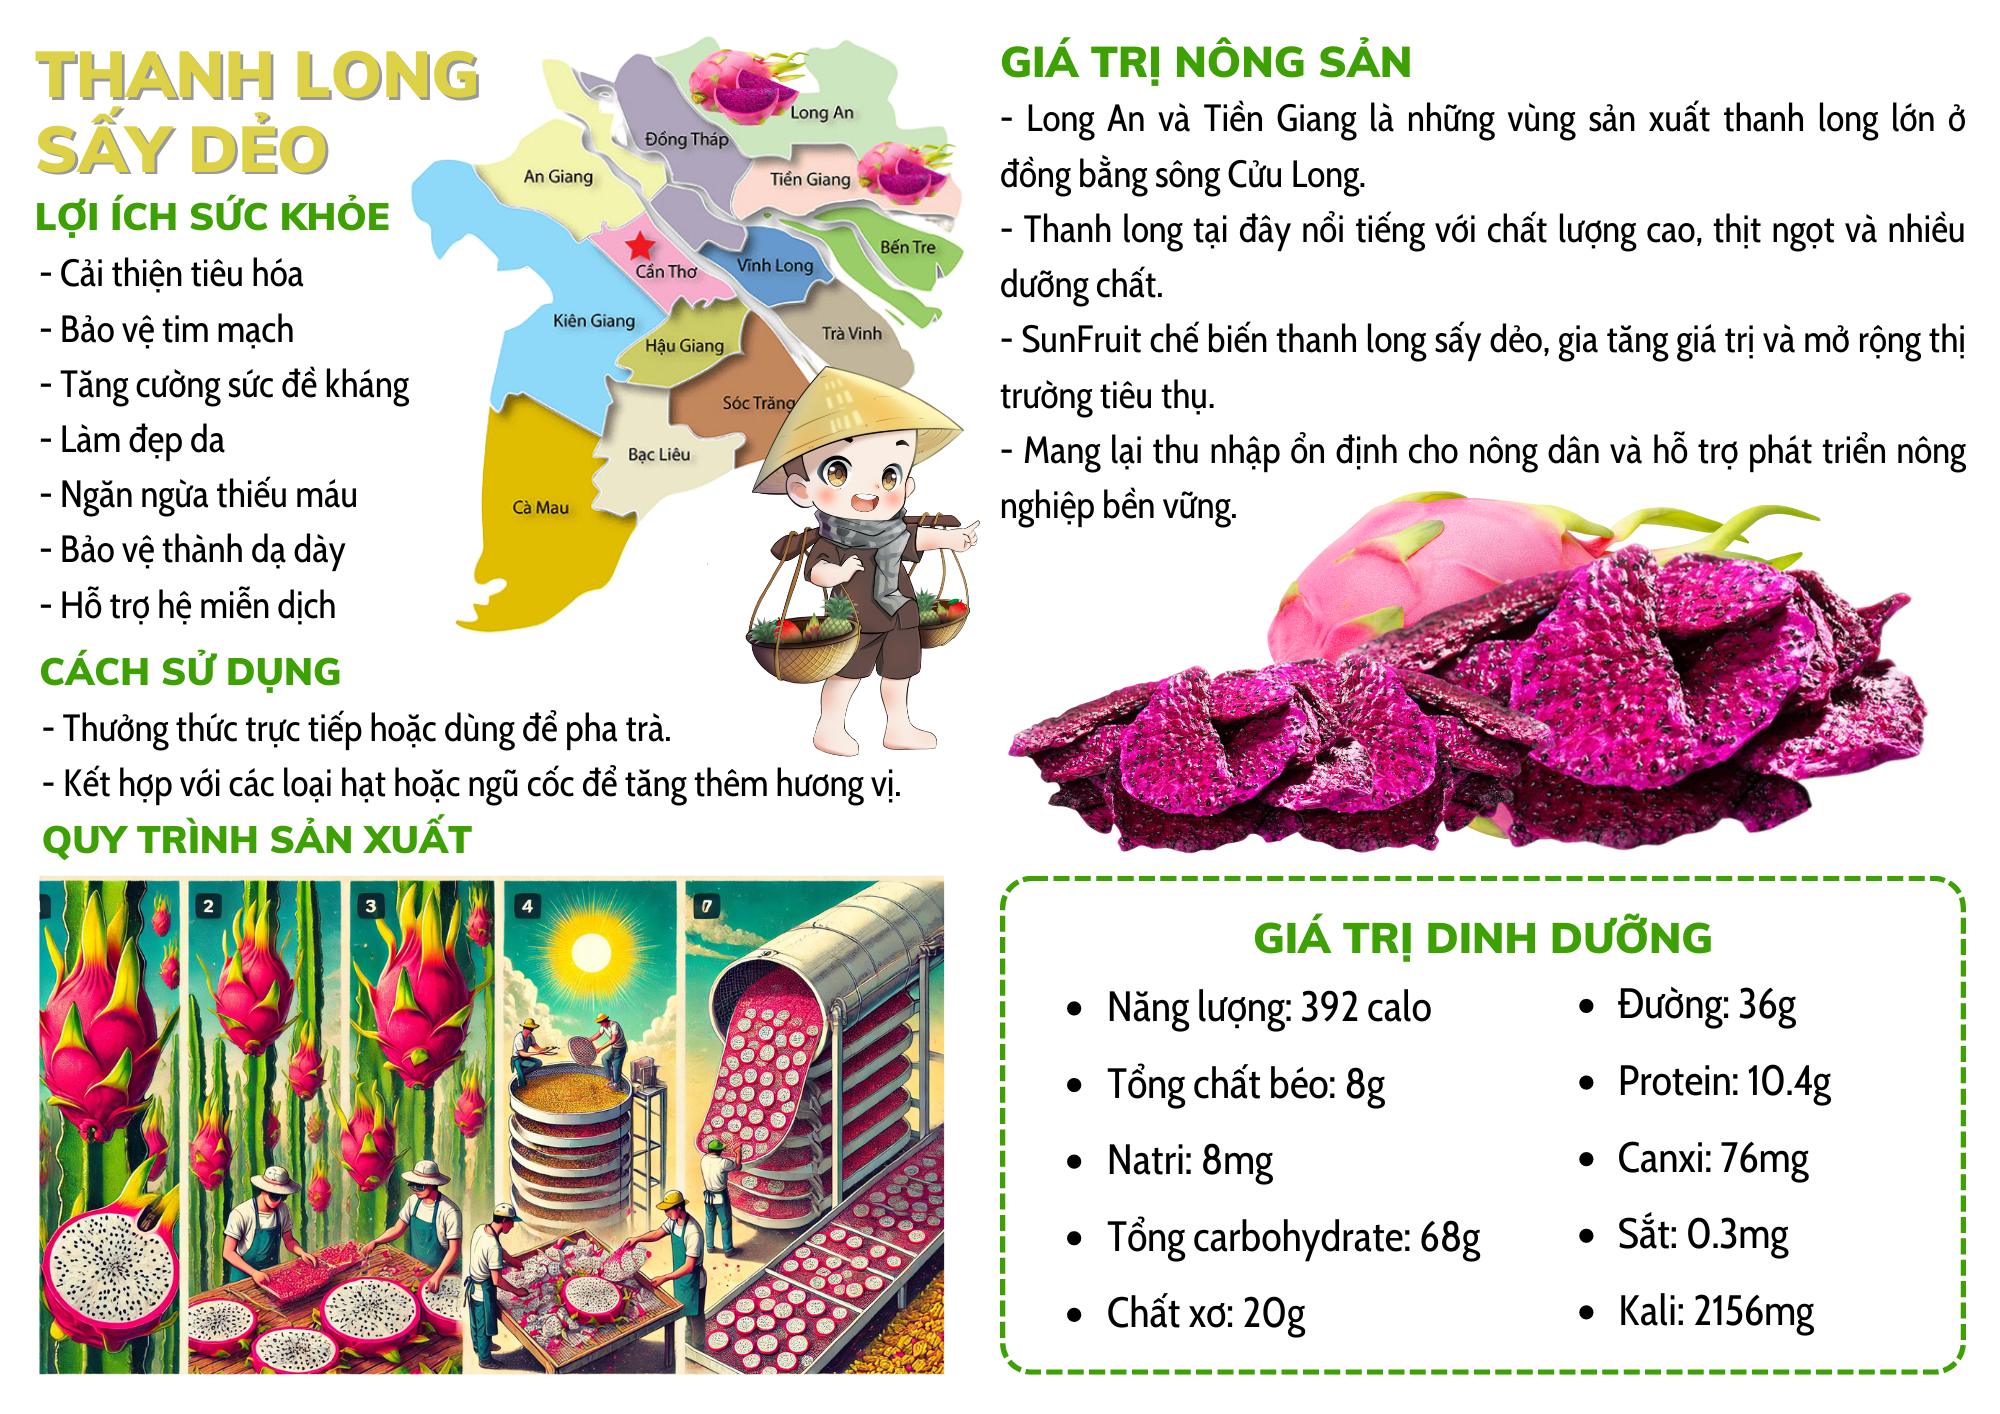 THANH LONG
SẤY DẺO
LỢI ÍCH SỨC KHỎE
- Cải thiện tiêu hóa
- Bảo vệ tim mạch
- Tăng cường sức đề kháng
- Làm đẹp da
- Ngăn ngừa thiếu máu
- Bảo vệ thành dạ dày
- Hỗ trợ hệ miễn dịch
Long An
Đồng Tháp
An Giang
Tiền Giang
Bến Tre
Cần Thơ
Vĩnh Long
Kiên Giang
Trà Vinh
Hậu Giang
Sóc Trăng
Bạc Liêu
Cà Mau
CÁCH SỬ DỤNG
- Thưởng thức trực tiếp hoặc dùng để pha trà.
- Kết hợp với các loại hạt hoặc ngũ cốc để tăng thêm hương vị.
QUY TRÌNH SẢN XUẤT
2
3
4
7
GIÁ TRỊ NÔNG SẢN
- Long An và Tiền Giang là những vùng sản xuất thanh long lớn ở
đồng bằng sông Cửu Long.
- Thanh long tại đây nổi tiếng với chất lượng cao, thịt ngọt và nhiều
dưỡng chất.
- SunFruit chế biến thanh long sấy dẻo, gia tăng giá trị và mở rộng thị
trường tiêu thụ.
- Mang lại thu nhập ổn định cho nông dân và hỗ trợ phát triển nông
nghiệp bền vững.
GIÁ TRỊ DINH DƯỠNG
• Năng lượng: 392 calo
• Tổng chất béo: 8g
• Natri: 8mg
• Tổng carbohydrate: 68g
• Chất xơ: 20g
• Đường: 36g
• Protein: 10.4g
• Canxi: 76mg
• Sắt: 0.3mg
• Kali: 2156mg